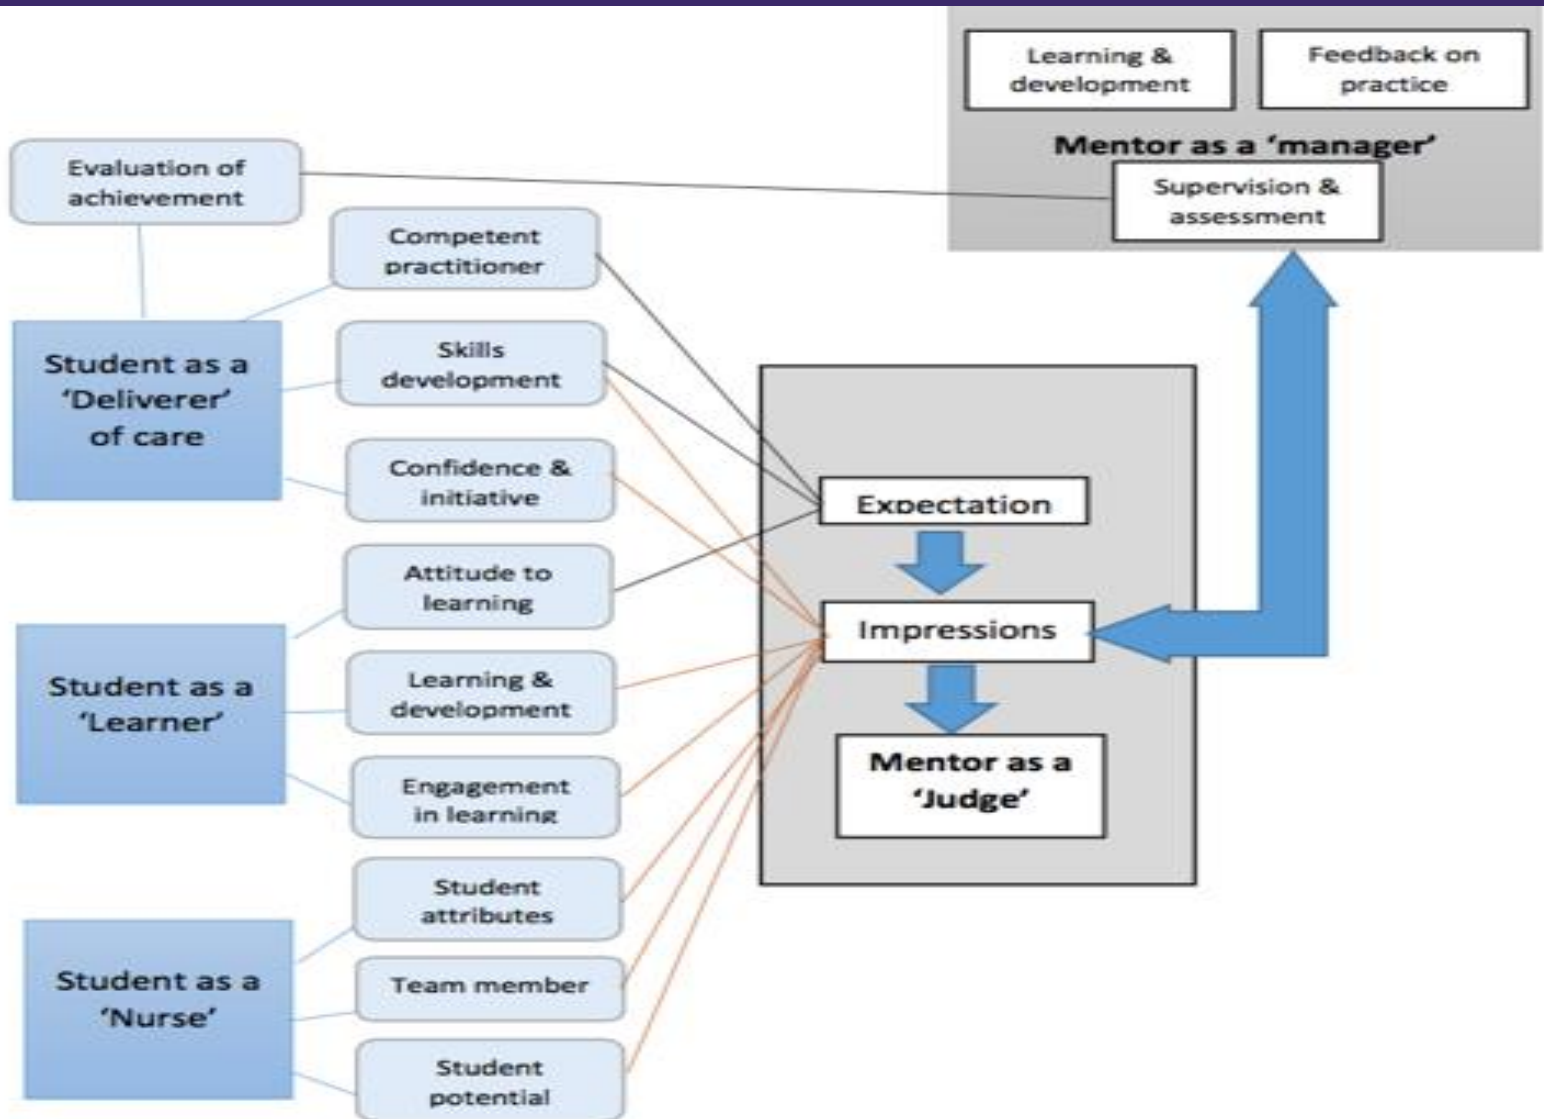 Learning &
development
Feedback on
practice
Mentor as a ‘manager’
Supervision &
assessment
Evaluation of
achievement
Competent
practitioner
Skills
development
Confidence &
initiative
Student as a
‘Deliverer’
of care
Attitude to
learning
Learning &
development
Engagement
in learning
Student as a
‘Learner’
Student
attributes
Team member
Student
potential
Student as a
‘Nurse’
Expectation
Impressions
Mentor as a
‘Judge’